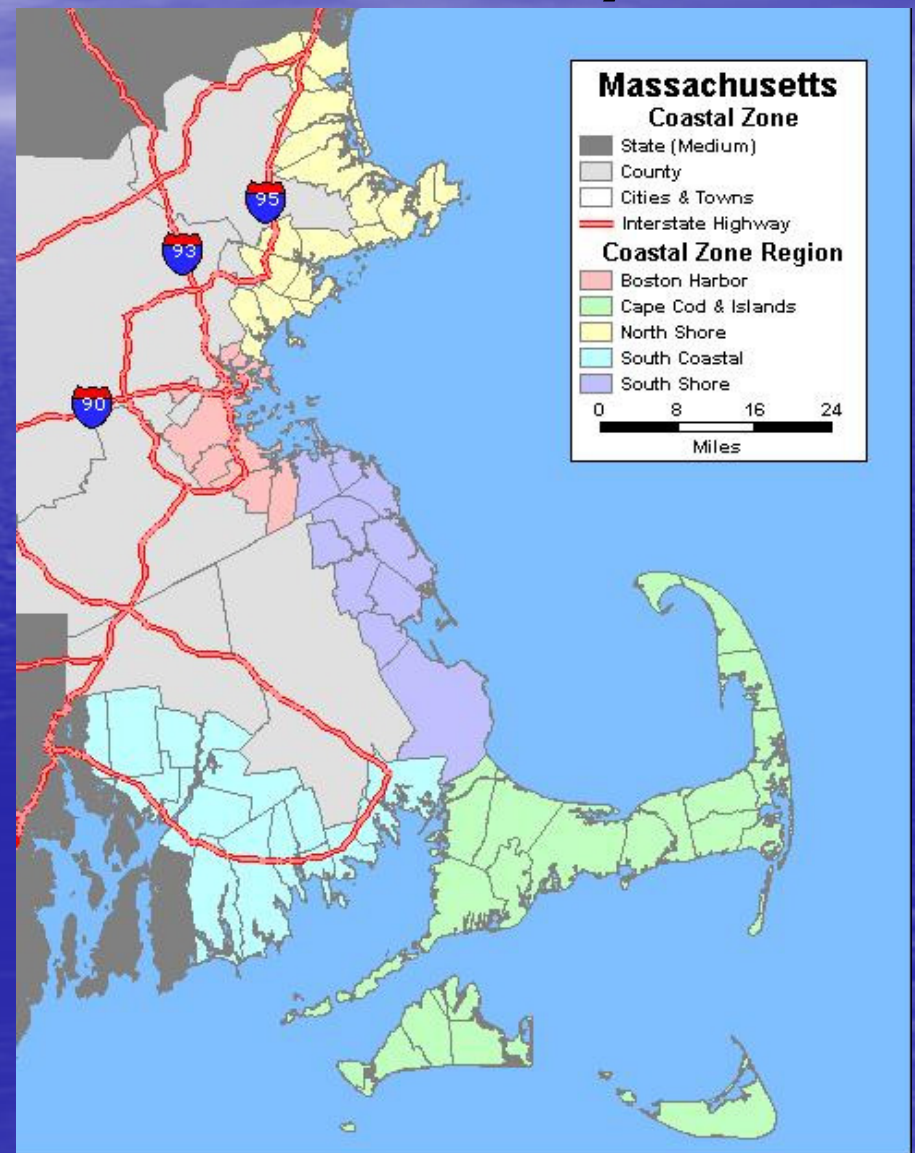 Massachusetts
Coastal Zone
State (Medium)
County
Cities & Towns
Interstate Highway
Coastal Zone Region
Boston Harbor
Cape Cod & Islands
North Shore
South Coastal
South Shore
0 8 16 24
Miles
95
93
90